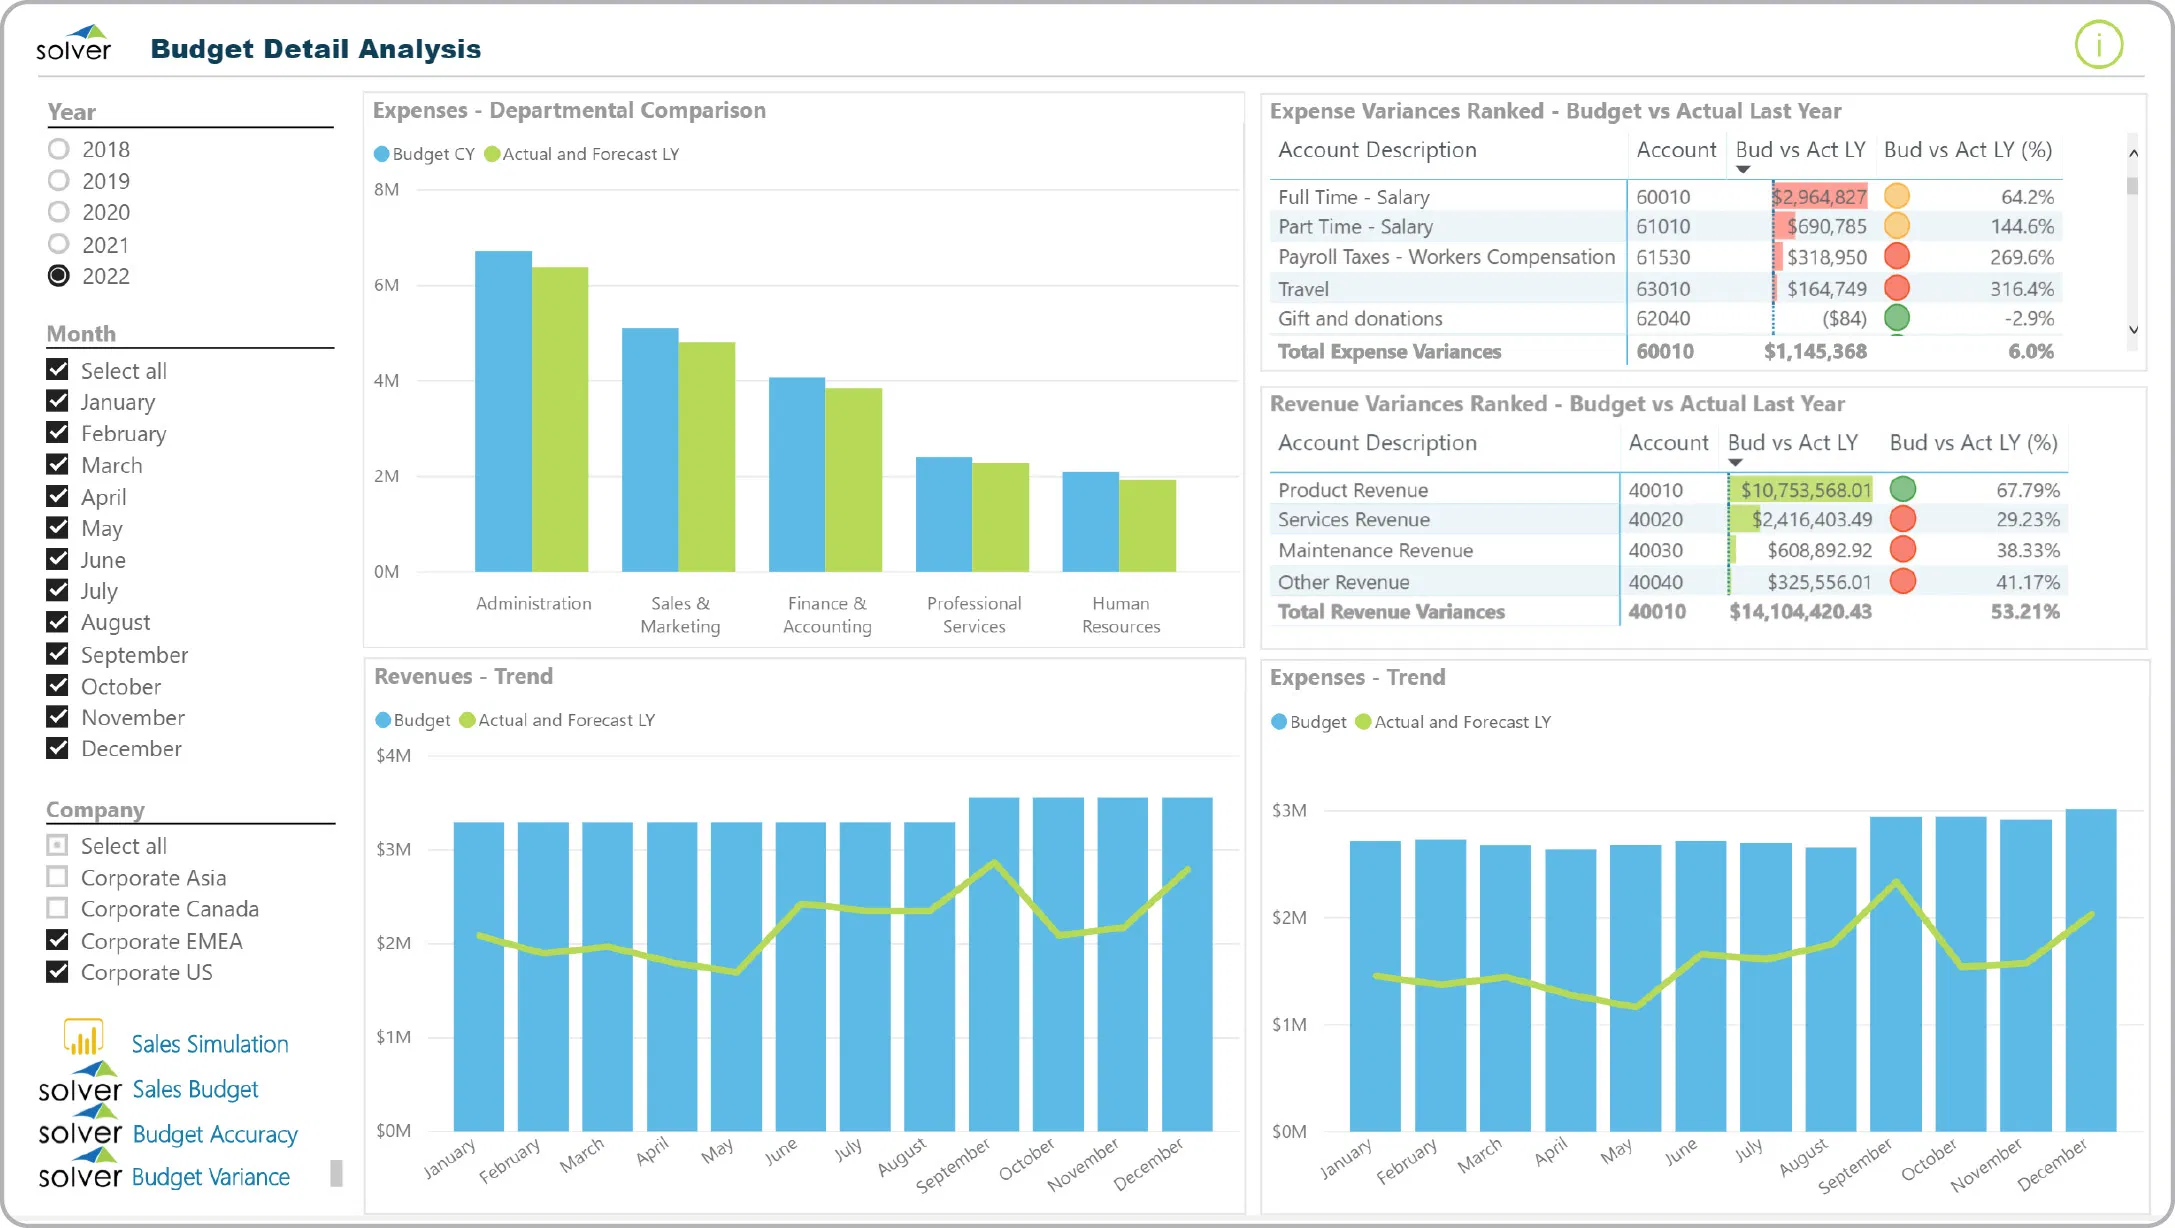 solver
Budget Detail Analysis
i
Year
2018
2019
2020
2021
2022
Month
Select all
January
February
March
April
May
June
July
August
September
October
November
December
Company
Select all
Corporate Asia
Corporate Canada
Corporate EMEA
Corporate US
Sales Simulation
solver Sales Budget
solver Budget Accuracy
solver Budget Variance
Expenses - Departmental Comparison
Budget CY Actual and Forecast LY
8M
6M
4M
2M
0M
Administration
Sales & Marketing
Finance & Accounting
Professional Services
Human Resources
Expense Variances Ranked - Budget vs Actual Last Year
Account Description Account Bud vs Act LY Bud vs Act LY (%)
Full Time - Salary 60010 $2,964,827 64.2%
Part Time - Salary 61010 $690,785 144.6%
Payroll Taxes - Workers Compensation 61530 $318,950 269.6%
Travel 63010 $164,749 316.4%
Gift and donations 62040 ($84) -2.9%
Total Expense Variances 60010 $1,145,368 6.0%
Revenue Variances Ranked - Budget vs Actual Last Year
Account Description Account Bud vs Act LY Bud vs Act LY (%)
Product Revenue 40010 $10,753,568.01 67.79%
Services Revenue 40020 $2,416,403.49 29.23%
Maintenance Revenue 40030 $608,892.92 38.33%
Other Revenue 40040 $325,556.01 41.17%
Total Revenue Variances 40010 $14,104,420.43 53.21%
Revenues - Trend
Budget Actual and Forecast LY
$4M
$3M
$2M
$1M
$0M
January February March April May June July August September October November December
Expenses - Trend
Budget Actual and Forecast LY
$3M
$2M
$1M
$0M
January February March April May June July August September October November December